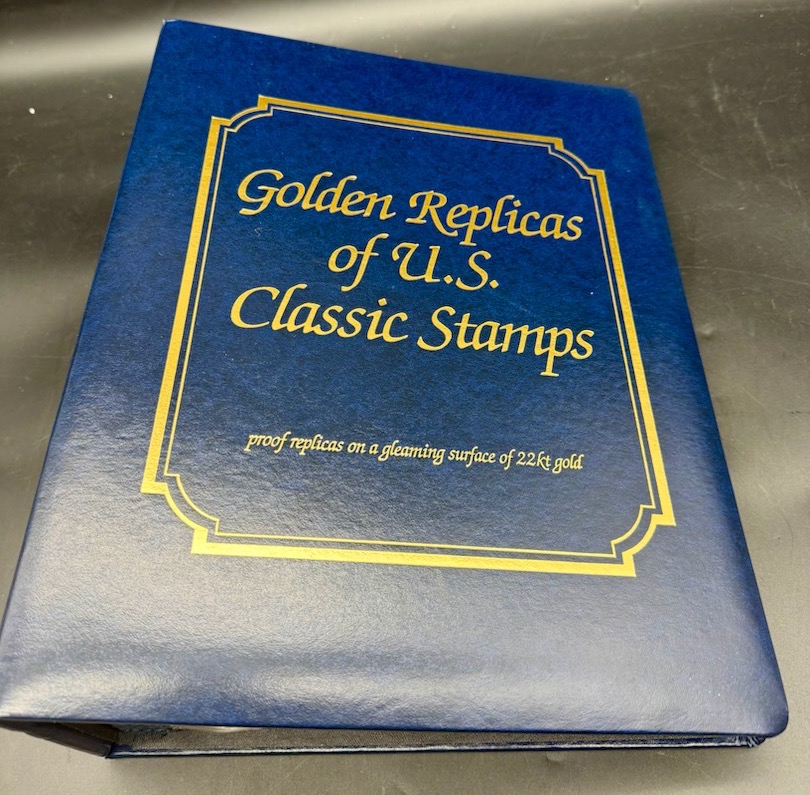 Golden Replicas
of U.S.
Classic Stamps
proof replicas on a gleaming surface of 22kt gold